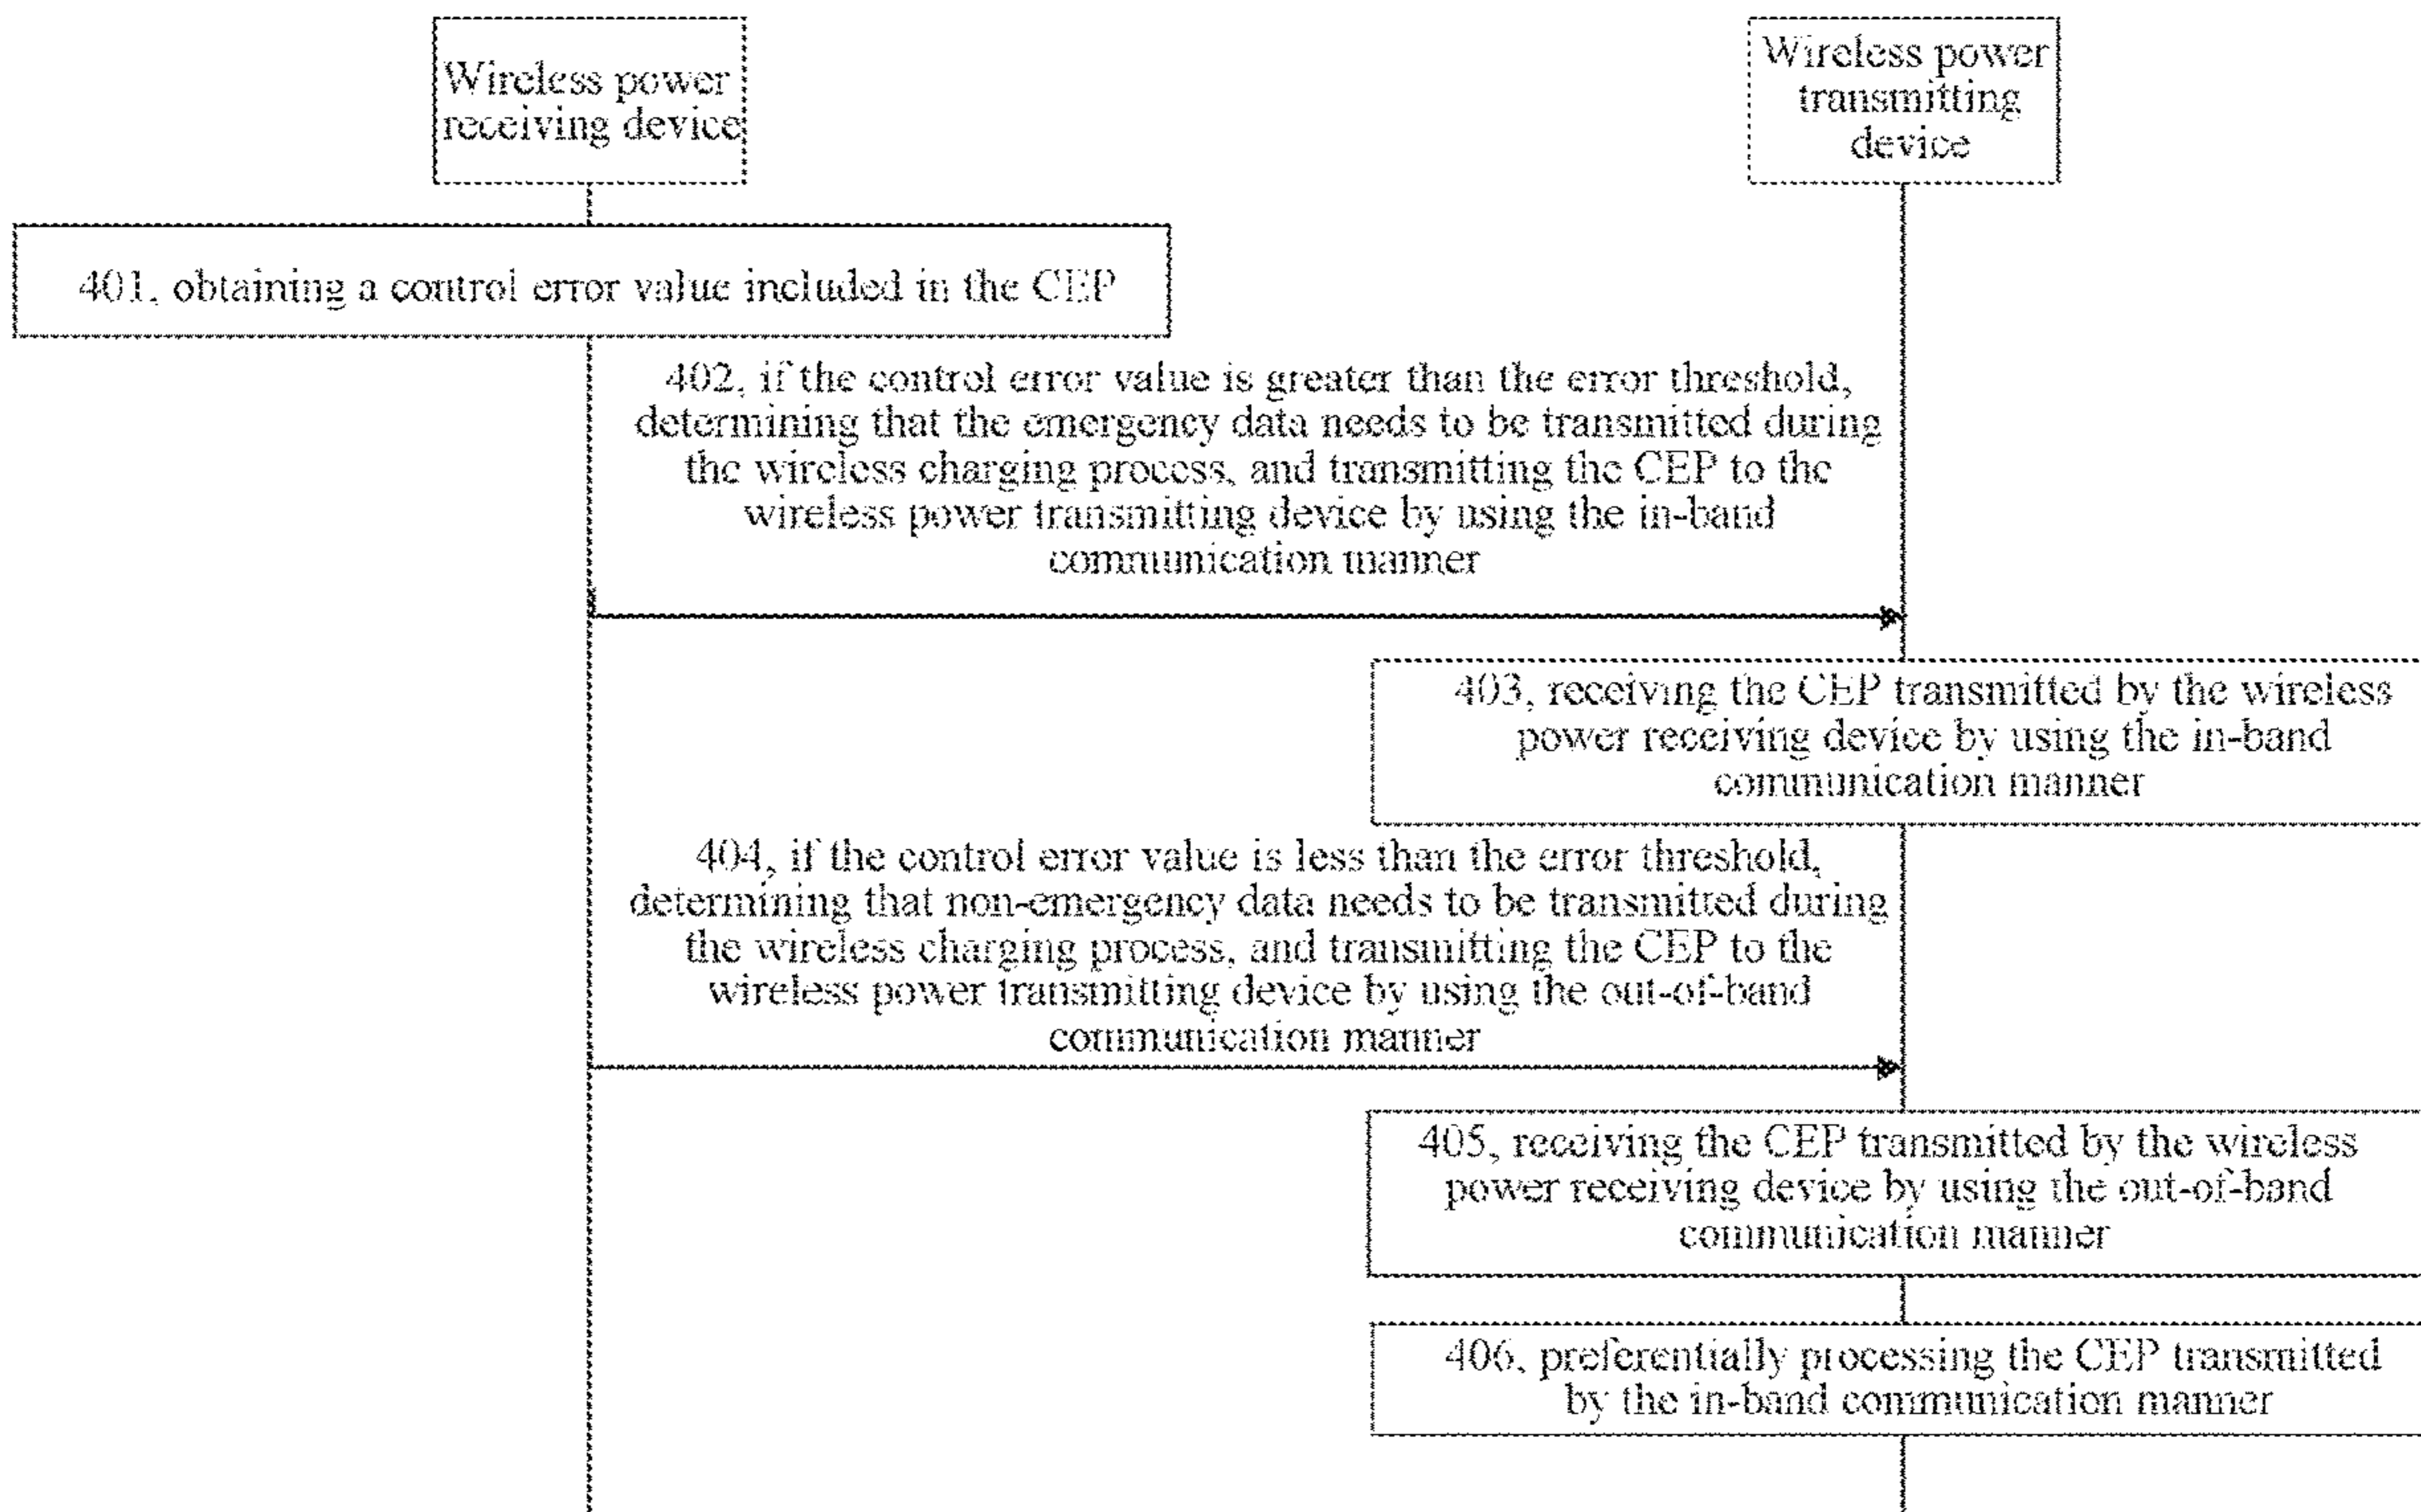 Wireless power
receiving device
Wireless power
transmitting
device
401, obtaining a control error value included in the CEP
402, if the control error value is greater than the error threshold,
determining that the emergency data needs to be transmitted during
the wireless charging process, and transmitting the CEP to the
wireless power transmitting device by using the in-band
communication manner
403, receiving the CEP transmitted by the wireless
power receiving device by using the in-band
communication manner
404, if the control error value is less than the error threshold,
determining that non-emergency data needs to be transmitted during
the wireless charging process, and transmitting the CEP to the
wireless power transmitting device by using the out-of-band
communication manner
405, receiving the CEP transmitted by the wireless
power receiving device by using the out-of-band
communication manner
406, preferentially processing the CEP transmitted
by the in-band communication manner